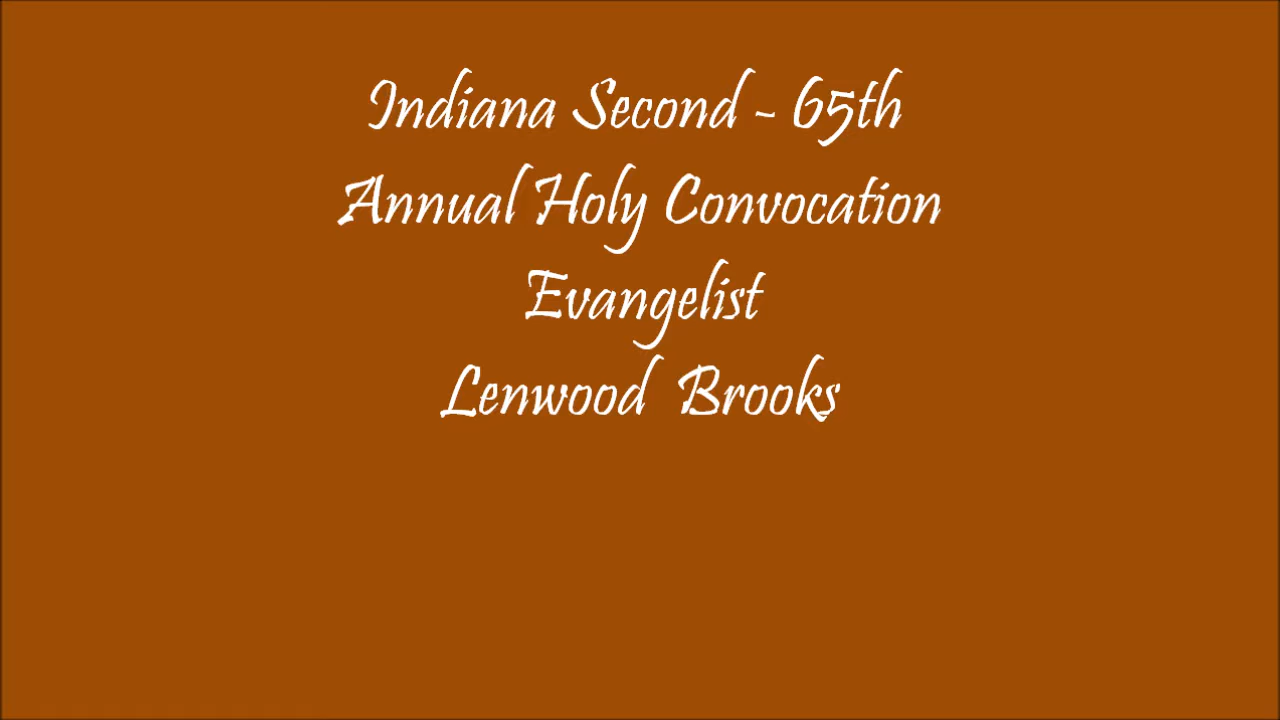 Indiana Second - 65th
Annual Holy Convocation
Evangelist
Lenwood Brooks